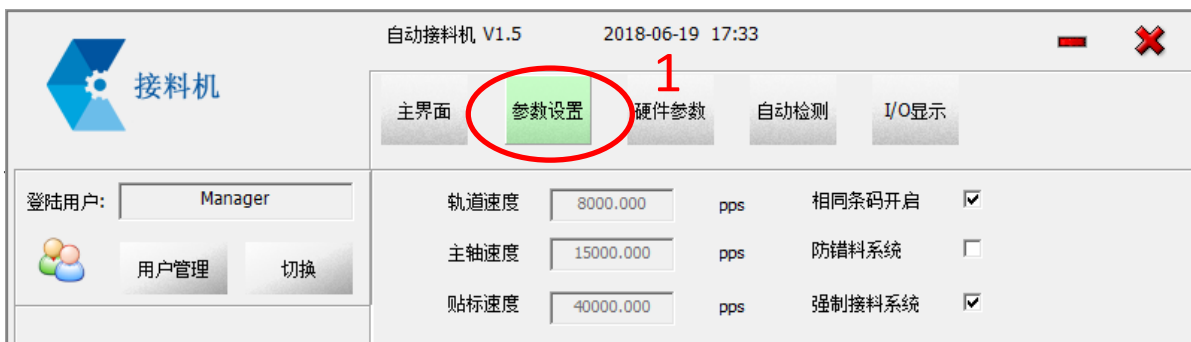 自动接料机 V1.5 2018-06-19 17:33
接料机
1
主界面 参数设置 硬件参数 自动检测 I/O显示
登陆用户: Manager
用户管理 切换
轨道速度 8000.000 pps 相同条码开启
主轴速度 15000.000 pps 防错料系统
贴标速度 40000.000 pps 强制接料系统